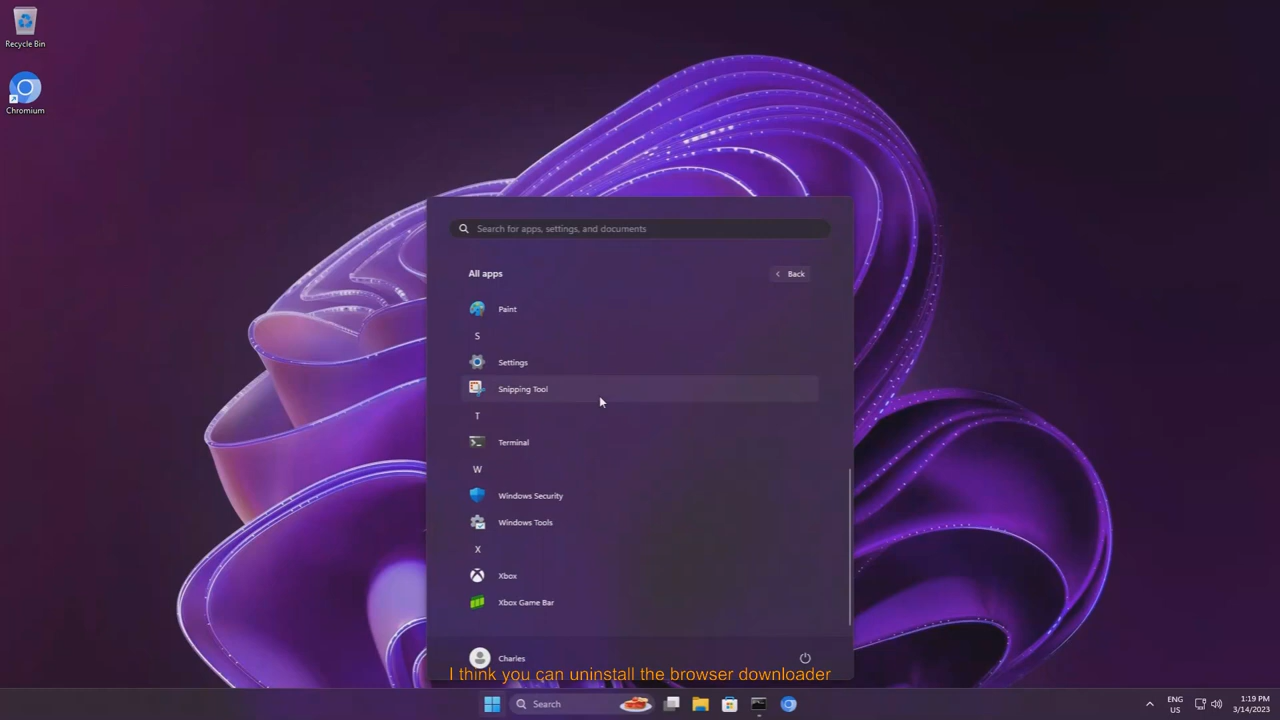 Recycle Bin
Chromium
Search for apps, settings, and documents
All apps
Back
Paint
S
Settings
Snipping Tool
T
Terminal
W
Windows Security
Windows Tools
X
Xbox
Xbox Game Bar
Charles
I think you can uninstall the browser downloader
Search
ENG
US
1:19 PM
3/14/2023